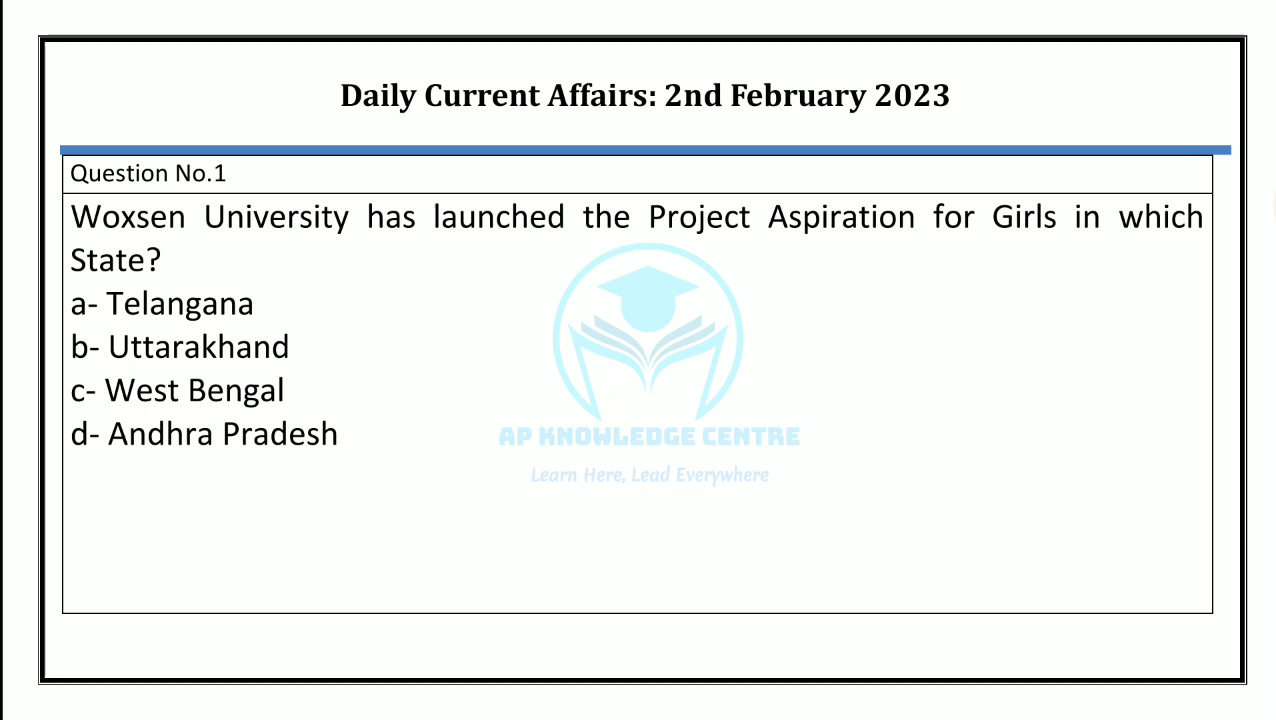 Daily Current Affairs: 2nd February 2023
Question No.1
Woxsen University has launched the Project Aspiration for Girls in which
State?
a- Telangana
b- Uttarakhand
c- West Bengal
d- Andhra Pradesh
AP KNOWLEDGE CENTRE
Learn Here, Lead Everywhere